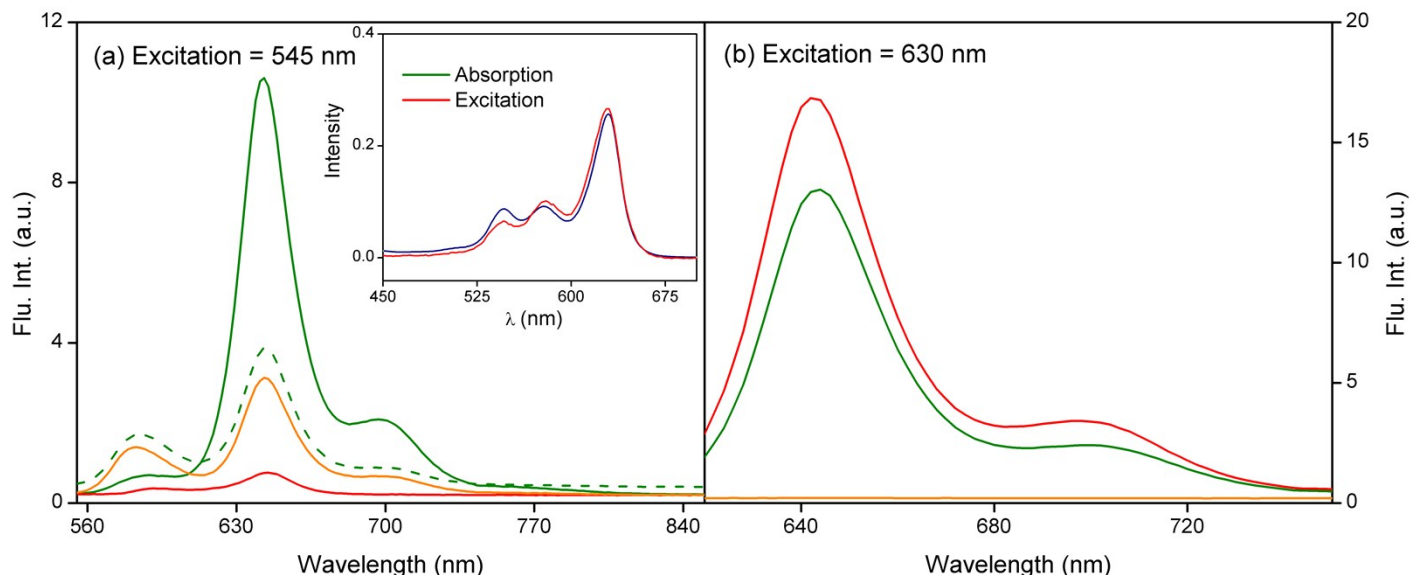 (a) Excitation = 545 nm
Flu. Int. (a.u.)
12
8
4
0
560
630
700
770
840
Wavelength (nm)
Absorption
Excitation
Intensity
0.4
0.2
0.0
450
525
600
675
λ (nm)
(b) Excitation = 630 nm
640
680
720
Wavelength (nm)
20
15
10
5
0
Flu. Int. (a.u.)